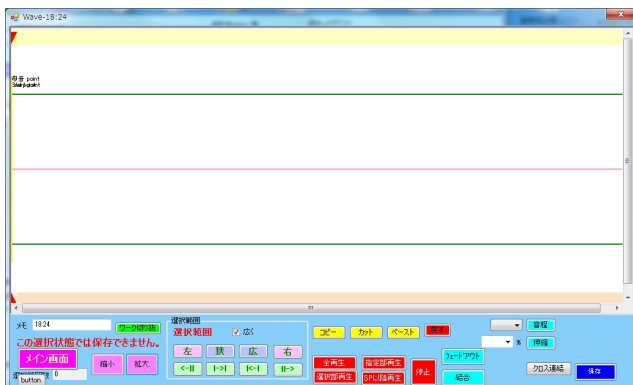 Wave-18:24
母音 point
メモ 18:24
ワーク切り抜
この選択状態では保存できません。
メイン画面
縮小 拡大
0
button
選択範囲
選択範囲 広く
左 狭 広 右
<-|| |->| |<-| ||->
コピー カット ペースト
全再生 指定部再生
選択部再生 SP以降再生
停止
フェードアウト
結合
音程
% 伸縮
クロス連結 保存